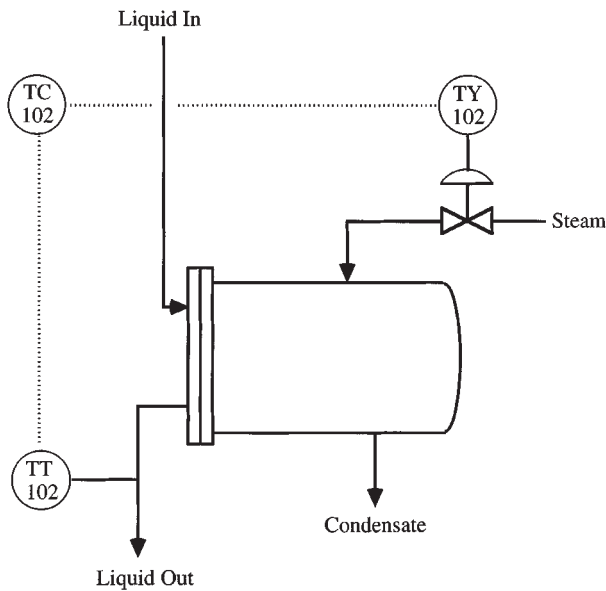 Liquid In
TC
102
TY
102
Steam
TT
102
Condensate
Liquid Out